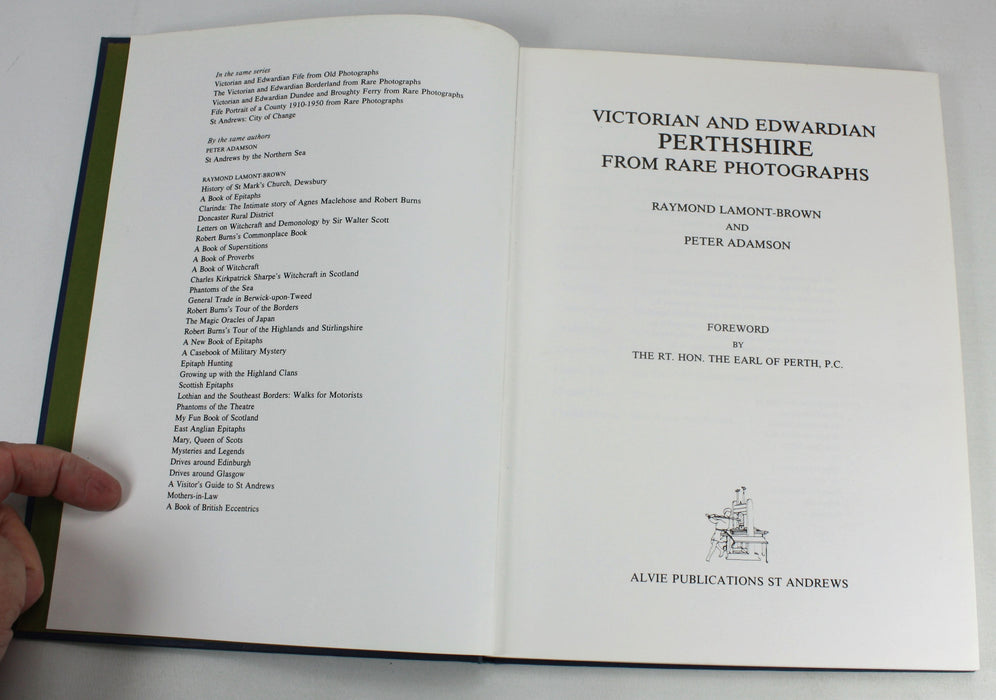 In the same series
Victorian and Edwardian Fife from Old Photographs
The Victorian and Edwardian Borderland from Rare Photographs
Victorian and Edwardian Dundee and Broughty Ferry from Rare Photographs
Fife Portrait of a County 1910-1950 from Rare Photographs
St Andrews: City of Change
By the same authors
PETER ADAMSON
St Andrews by the Northern Sea
RAYMOND LAMONT-BROWN
History of St Mark's Church, Dewsbury
A Book of Epitaphs
Clarinda: The Intimate story of Agnes Maclehose and Robert Burns
Doncaster Rural District
Letters on Witchcraft and Demonology by Sir Walter Scott
Robert Burns's Commonplace Book
A Book of Superstitions
A Book of Proverbs
A Book of Witchcraft
Charles Kirkpatrick Sharpe's Witchcraft in Scotland
Phantoms of the Sea
General Trade in Berwick-upon-Tweed
Robert Burns's Tour of the Borders
The Magic Oracles of Japan
Robert Burns's Tour of the Highlands and Stirlingshire
A New Book of Epitaphs
A Casebook of Military Mystery
Epitaph Hunting
Growing up with the Highland Clans
Scottish Epitaphs
Lothian and the Southeast Borders: Walks for Motorists
Phantoms of the Theatre
My Fun Book of Scotland
East Anglian Epitaphs
Mary, Queen of Scots
Mysteries and Legends
Drives around Edinburgh
Drives around Glasgow
A Visitor's Guide to St Andrews
Mothers-in-Law
A Book of British Eccentrics
VICTORIAN AND EDWARDIAN
PERTHSHIRE
FROM RARE PHOTOGRAPHS
RAYMOND LAMONT-BROWN
AND
PETER ADAMSON
FOREWORD
BY
THE RT. HON. THE EARL OF PERTH, P.C.
ALVIE PUBLICATIONS ST ANDREWS